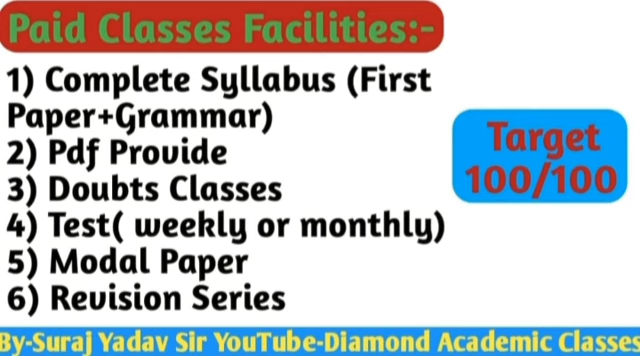 Paid Classes Facilities:-
1) Complete Syllabus (First
Paper+Grammar)
2) Pdf Provide
3) Doubts Classes
4) Test( weekly or monthly)
5) Modal Paper
6) Revision Series
Target
100/100
By-Suraj Yadav Sir YouTube-Diamond Academic Classes